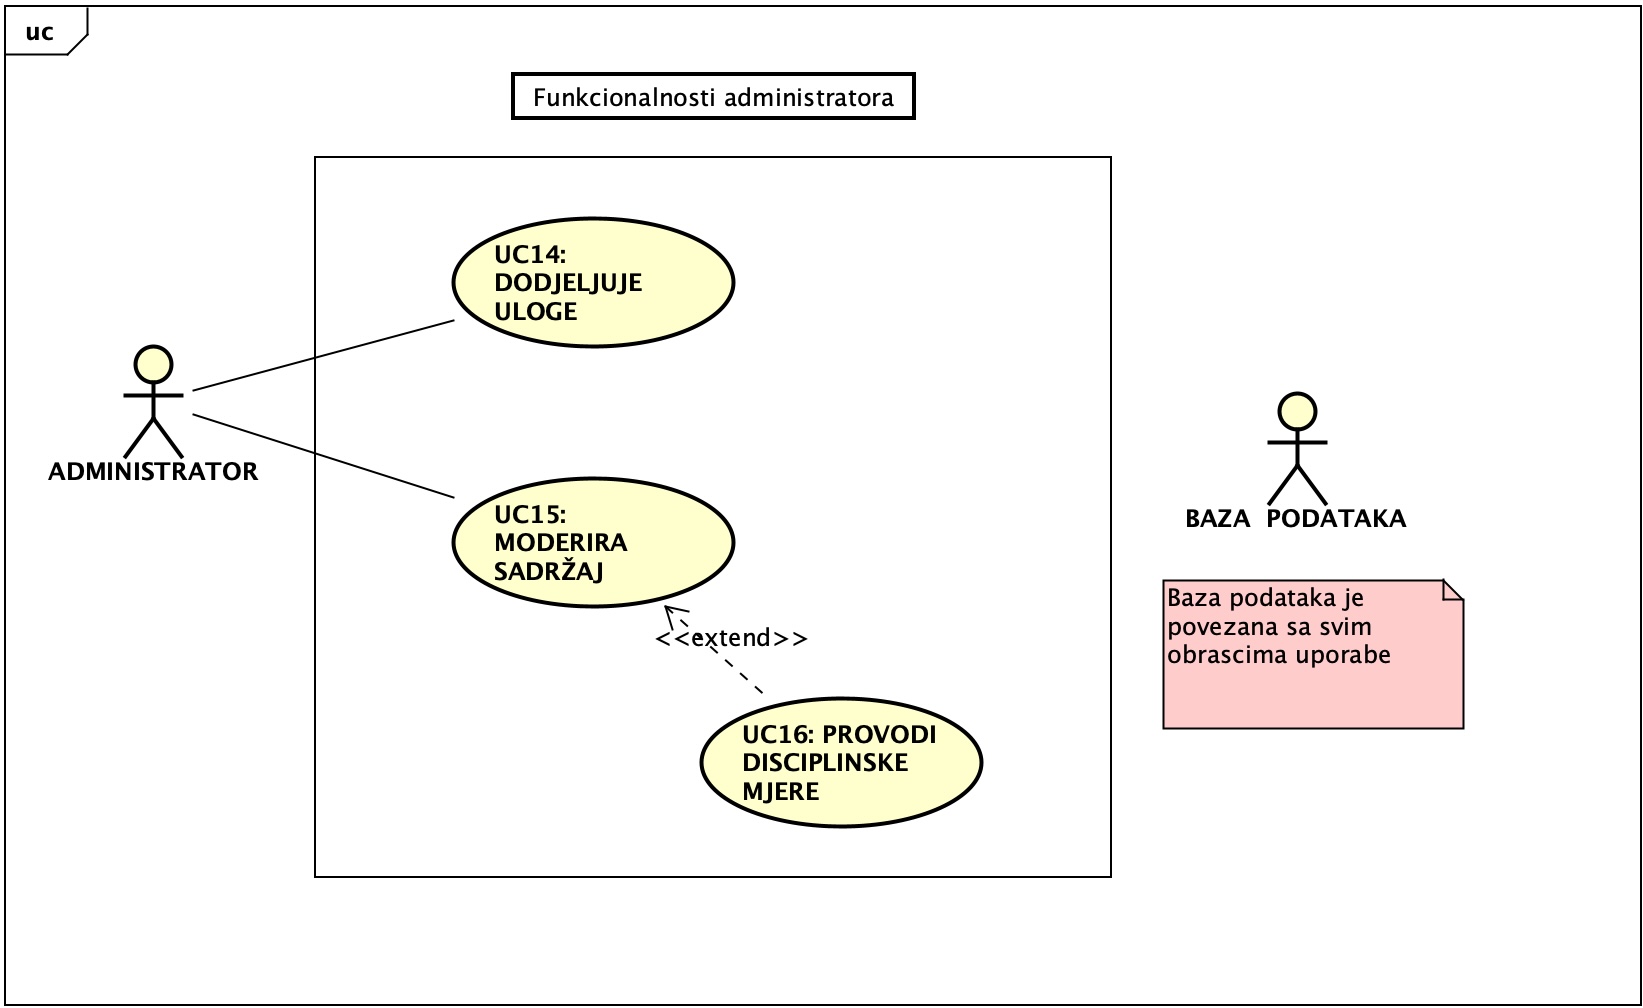 uc
Funkcionalnosti administratora
UC14:
DODJELJUJE
ULOGE
ADMINISTRATOR
UC15:
MODERIRA
SADRŽAJ
<<extend>>
UC16: PROVODI
DISCIPLINSKE
MJERE
BAZA PODATAKA
Baza podataka je
povezana sa svim
obrascima uporabe